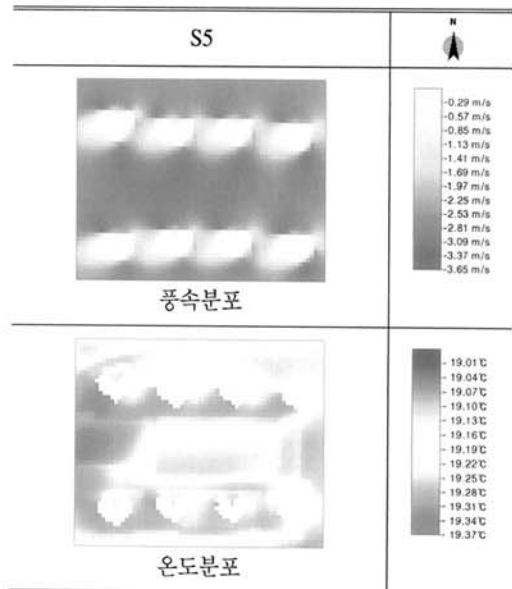 S5
N
-0.29 m/s
-0.57 m/s
-0.85 m/s
-1.13 m/s
-1.41 m/s
-1.69 m/s
-1.97 m/s
-2.25 m/s
-2.53 m/s
-2.81 m/s
-3.09 m/s
-3.37 m/s
-3.65 m/s
풍속분포
- 19.01℃
- 19.04℃
- 19.07℃
- 19.10℃
- 19.13℃
- 19.16℃
- 19.19℃
- 19.22℃
- 19.25℃
- 19.28℃
- 19.31℃
- 19.34℃
- 19.37℃
온도분포